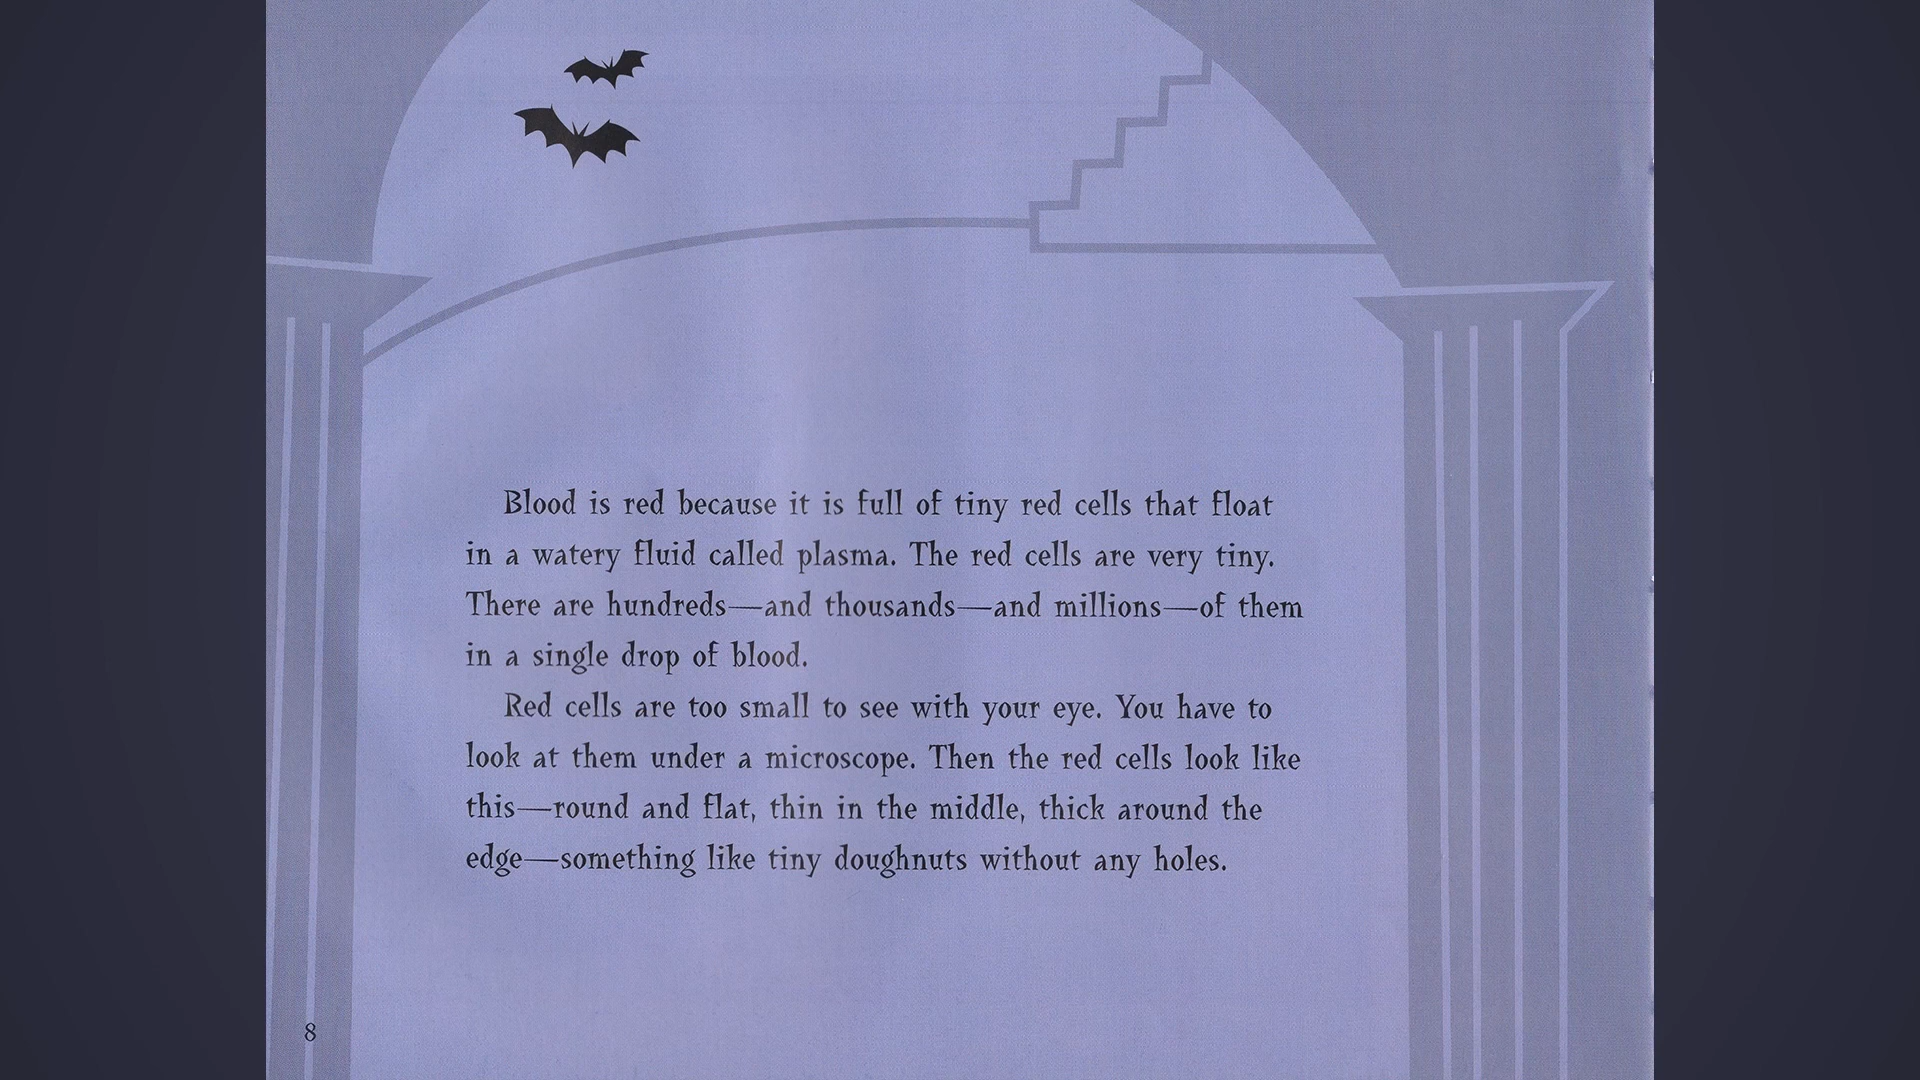 Blood is red because it is full of tiny red cells that float
in a watery fluid called plasma. The red cells are very tiny.
There are hundreds—and thousands—and millions—of them
in a single drop of blood.
Red cells are too small to see with your eye. You have to
look at them under a microscope. Then the red cells look like
this—round and flat, thin in the middle, thick around the
edge—something like tiny doughnuts without any holes.
8